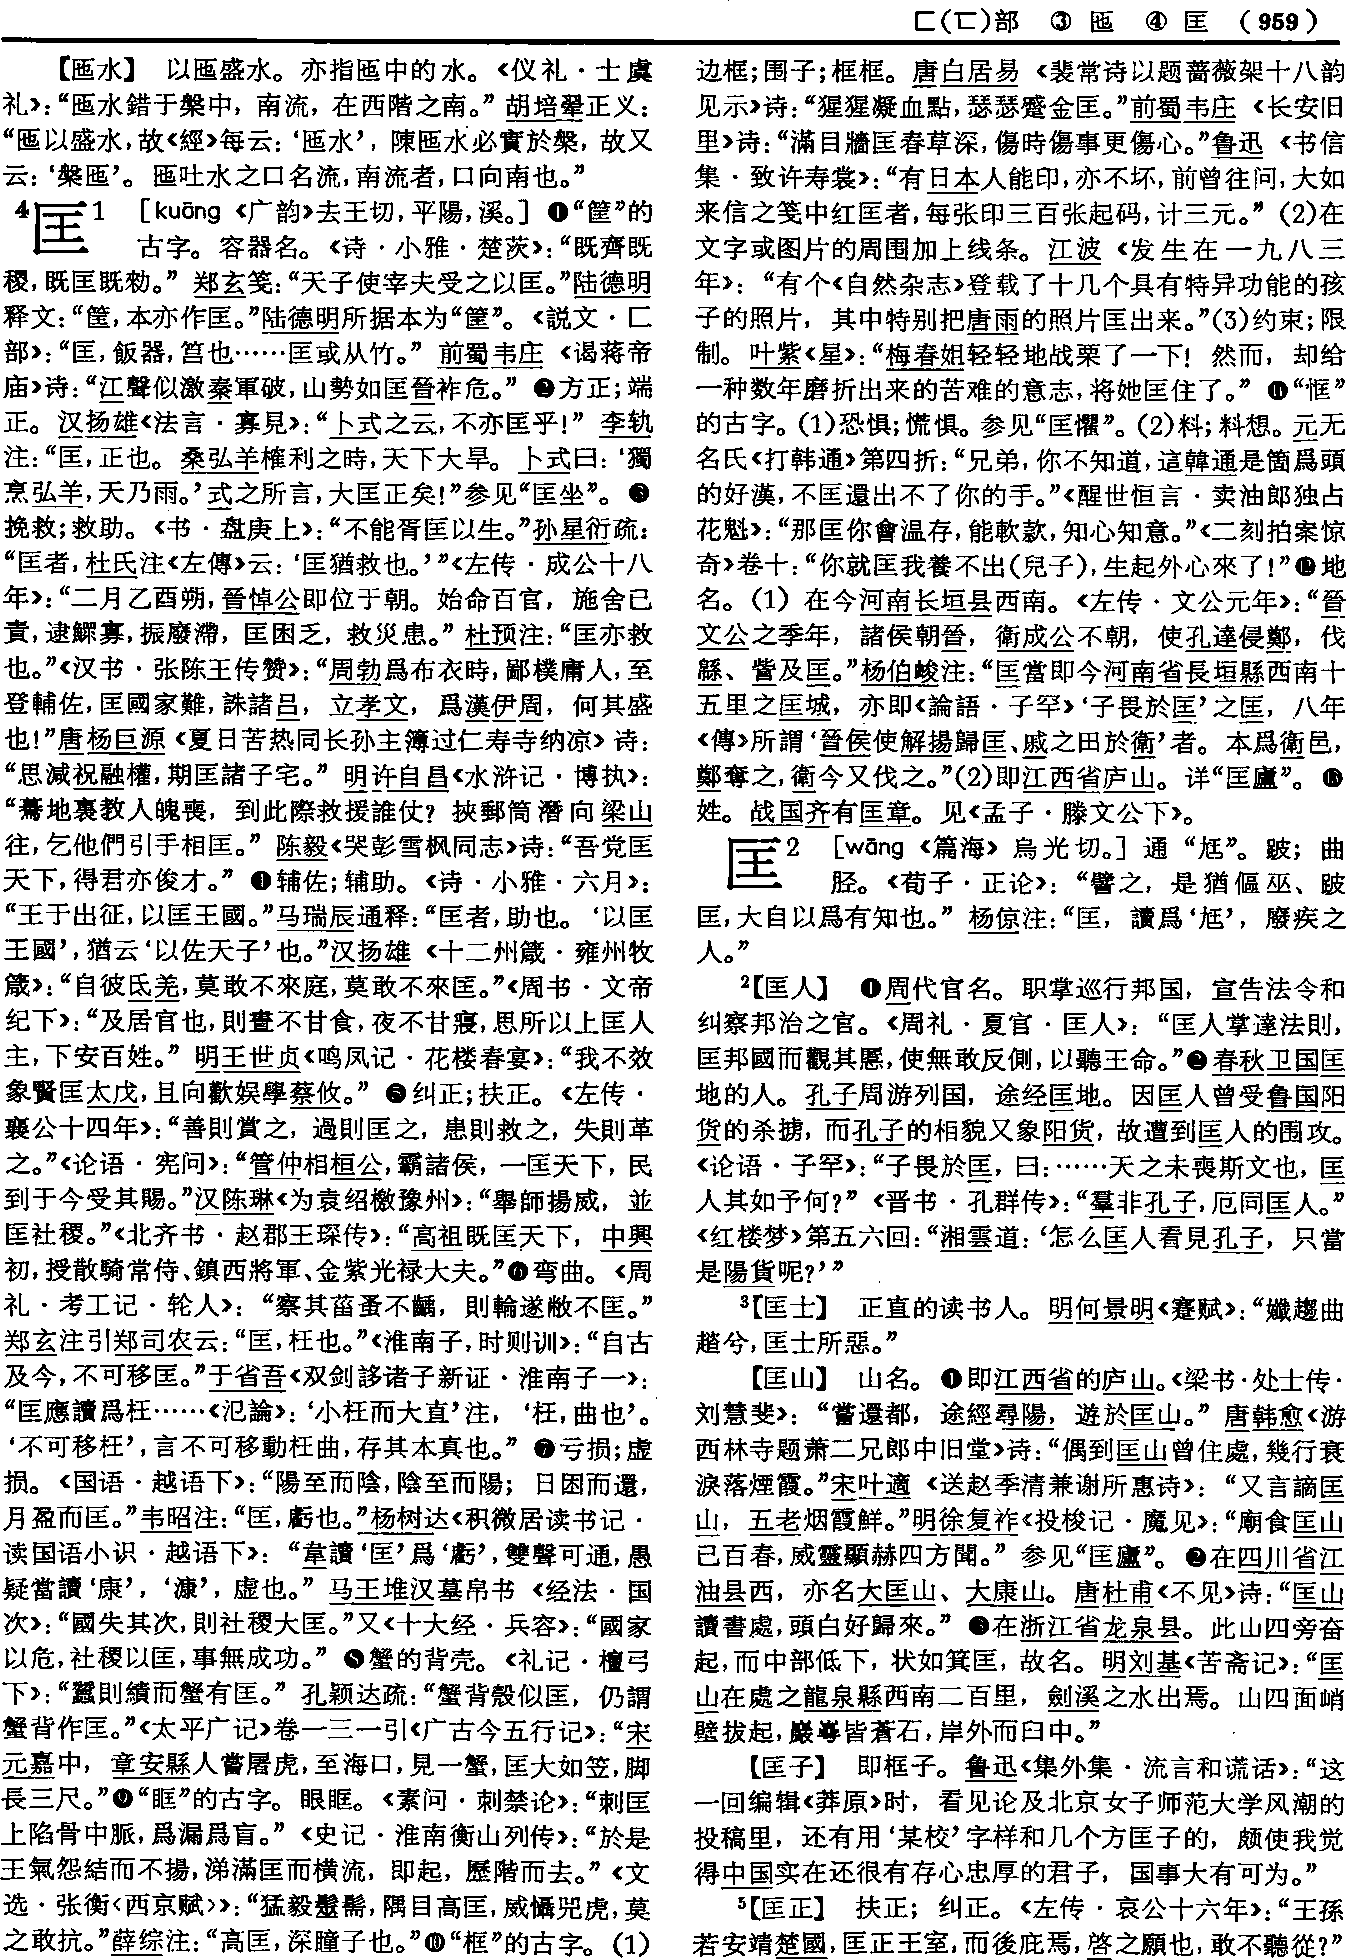 匚(匸)部 ③ 匜 ④ 匡 （959）
【匜水】 以匜盛水。亦指匜中的水。《仪礼·士虞
礼》：“匜水錯于槃中，南流，在西階之南。”胡培翬正义：
“匜以盛水，故《經》每云：‘匜水’，陳匜水必實於槃，故又
云：‘槃匜’。匜吐水之口名流，南流者，口向南也。”
4匡1 ［kuāng《广韵》去王切，平陽，溪。］❶“筐”的
古字。容器名。《诗·小雅·楚茨》：“既齊既
稷，既匡既勑。”郑玄笺：“天子使宰夫受之以匡。”陆德明
释文：“筐，本亦作匡。”陆德明所据本为“筐”。《説文·匚
部》：“匡，飯器，筥也……匡或从竹。”前蜀韦庄《谒蒋帝
庙》诗：“江聲似激秦軍破，山勢如匡晉祚危。”❷方正；端
正。汉扬雄《法言·寡見》：“卜式之云，不亦匡乎！”李轨
注：“匡，正也。桑弘羊榷利之時，天下大旱。卜式曰：‘獨
烹弘羊，天乃雨。’式之所言，大匡正矣！”参见“匡坐”。❸
挽救；救助。《书·盘庚上》：“不能胥匡以生。”孙星衍疏：
“匡者，杜氏注《左傳》云：‘匡猶救也。’”《左传·成公十八
年》：“二月乙酉朔，晉悼公即位于朝。始命百官，施舍已
責，逮鰥寡，振廢滯，匡困乏，救災患。”杜预注：“匡亦救
也。”《汉书·张陈王传赞》：“周勃爲布衣時，鄙樸庸人，至
登輔佐，匡國家難，誅諸吕，立孝文，爲漢伊周，何其盛
也！”唐杨巨源《夏日苦热同长孙主簿过仁寿寺纳凉》诗：
“思減祝融權，期匡諸子宅。”明许自昌《水浒记·博执》：
“驀地裏教人魄喪，到此際救援誰仗？挾郵筒潛向梁山
往，乞他們引手相匡。”陈毅《哭彭雪枫同志》诗：“吾党匡
天下，得君亦俊才。”❹辅佐；辅助。《诗·小雅·六月》：
“王于出征，以匡王國。”马瑞辰通释：“匡者，助也。‘以匡
王國’，猶云‘以佐天子’也。”汉扬雄《十二州箴·雍州牧
箴》：“自彼氐羌，莫敢不來庭，莫敢不來匡。”《周书·文帝
纪下》：“及居官也，則晝不甘食，夜不甘寢，思所以上匡人
主，下安百姓。”明王世贞《鸣凤记·花楼春宴》：“我不效
象賢匡太戊，且向歡娱學蔡攸。”❺纠正；扶正。《左传·
襄公十四年》：“善則賞之，過則匡之，患則救之，失則革
之。”《论语·宪问》：“管仲相桓公，霸諸侯，一匡天下，民
到于今受其賜。”汉陈琳《为袁绍檄豫州》：“舉師揚威，並
匡社稷。”《北齐书·赵郡王琛传》：“高祖既匡天下，中興
初，授散騎常侍、鎮西將軍、金紫光禄大夫。”❻弯曲。《周
礼·考工记·轮人》：“察其菑蚤不齵，則輪遂敝不匡。”
郑玄注引郑司农云：“匡，枉也。”《淮南子，时则训》：“自古
及今，不可移匡。”于省吾《双剑誃诸子新证·淮南子一》：
“匡應讀爲枉……《氾論》：‘小枉而大直’注，‘枉，曲也’。
‘不可移枉’，言不可移動枉曲，存其本真也。”❼亏损；虚
损。《国语·越语下》：“陽至而陰，陰至而陽；日困而還，
月盈而匡。”韦昭注：“匡，虧也。”杨树达《积微居读书记·
读国语小识·越语下》：“韋讀‘匡’爲‘虧’，雙聲可通，愚
疑當讀‘康’，‘漮’，虚也。”马王堆汉墓帛书《经法·国
次》：“國失其次，則社稷大匡。”又《十大经·兵容》：“國家
以危，社稷以匡，事無成功。”❽蟹的背壳。《礼记·檀弓
下》：“蠶則績而蟹有匡。”孔颖达疏：“蟹背殼似匡，仍謂
蟹背作匡。”《太平广记》卷一三一引《广古今五行记》：“宋
元嘉中，章安縣人嘗屠虎，至海口，見一蟹，匡大如笠，脚
長三尺。”❾“眶”的古字。眼眶。《素问·刺禁论》：“刺匡
上陷骨中脈，爲漏爲盲。”《史记·淮南衡山列传》：“於是
王氣怨結而不揚，涕滿匡而横流，即起，歷階而去。”《文
选·张衡〈西京赋〉》：“猛毅髬髵，隅目高匡，威懾兕虎，莫
之敢抗。”薛综注：“高匡，深瞳子也。”❿“框”的古字。(1)
边框；围子；框框。唐白居易《裴常诗以题蔷薇架十八韵
见示》诗：“猩猩凝血點，瑟瑟蹙金匡。”前蜀韦庄《长安旧
里》诗：“滿目牆匡春草深，傷時傷事更傷心。”鲁迅《书信
集·致许寿裳》：“有日本人能印，亦不坏，前曾往问，大如
来信之笺中红匡者，每张印三百张起码，计三元。”(2)在
文字或图片的周围加上线条。江波《发生在一九八三
年》：“有个《自然杂志》登载了十几个具有特异功能的孩
子的照片，其中特别把唐雨的照片匡出来。”(3)约束；限
制。叶紫《星》：“梅春姐轻轻地战栗了一下！然而，却给
一种数年磨折出来的苦难的意志，将她匡住了。”⓫“恇”
的古字。(1)恐惧；慌惧。参见“匡懼”。(2)料；料想。元无
名氏《打韩通》第四折：“兄弟，你不知道，這韓通是箇爲頭
的好漢，不匡還出不了你的手。”《醒世恒言·卖油郎独占
花魁》：“那匡你會温存，能軟款，知心知意。”《二刻拍案惊
奇》卷十：“你就匡我養不出(兒子)，生起外心來了！”⓬地
名。(1) 在今河南长垣县西南。《左传·文公元年》：“晉
文公之季年，諸侯朝晉，衛成公不朝，使孔達侵鄭，伐
緜、訾及匡。”杨伯峻注：“匡當即今河南省長垣縣西南十
五里之匡城，亦即《論語·子罕》‘子畏於匡’之匡，八年
《傳》所謂‘晉侯使解揚歸匡、戚之田於衛’者。本爲衛邑，
鄭奪之，衛今又伐之。”(2)即江西省庐山。详“匡廬”。⓭
姓。战国齐有匡章。见《孟子·滕文公下》。
匡2 ［wāng《篇海》烏光切。］通“尪”。跛；曲
胫。《荀子·正论》：“譬之，是猶傴巫、跛
匡，大自以爲有知也。”杨倞注：“匡，讀爲‘尪’，廢疾之
人。”
2【匡人】 ❶周代官名。职掌巡行邦国，宣告法令和
纠察邦治之官。《周礼·夏官·匡人》：“匡人掌達法則，
匡邦國而觀其慝，使無敢反側，以聽王命。”❷春秋卫国匡
地的人。孔子周游列国，途经匡地。因匡人曾受鲁国阳
货的杀掳，而孔子的相貌又象阳货，故遭到匡人的围攻。
《论语·子罕》：“子畏於匡，曰：……天之未喪斯文也，匡
人其如予何？”《晋书·孔群传》：“羣非孔子，厄同匡人。”
《红楼梦》第五六回：“湘雲道：‘怎么匡人看見孔子，只當
是陽貨呢？’”
3【匡士】 正直的读书人。明何景明《蹇赋》：“孅趨曲
趦兮，匡士所惡。”
【匡山】 山名。❶即江西省的庐山。《梁书·处士传·
刘慧斐》：“嘗還都，途經尋陽，遊於匡山。”唐韩愈《游
西林寺题萧二兄郎中旧堂》诗：“偶到匡山曾住處，幾行衰
淚落煙霞。”宋叶適《送赵季清兼谢所惠诗》：“又言謫匡
山，五老烟霞鮮。”明徐复祚《投梭记·魔见》：“廟食匡山
已百春，威靈顯赫四方聞。”参见“匡廬”。❷在四川省江
油县西，亦名大匡山、大康山。唐杜甫《不见》诗：“匡山
讀書處，頭白好歸來。”❸在浙江省龙泉县。此山四旁奋
起，而中部低下，状如箕匡，故名。明刘基《苦斋记》：“匡
山在處之龍泉縣西南二百里，劍溪之水出焉。山四面峭
壁拔起，巖崿皆蒼石，岸外而臼中。”
【匡子】 即框子。鲁迅《集外集·流言和谎话》：“这
一回编辑《莽原》时，看见论及北京女子师范大学风潮的
投稿里，还有用‘某校’字样和几个方匡子的，颇使我觉
得中国实在还很有存心忠厚的君子，国事大有可为。”
5【匡正】 扶正；纠正。《左传·哀公十六年》：“王孫
若安靖楚國，匡正王室，而後庇焉，啓之願也，敢不聽從？”